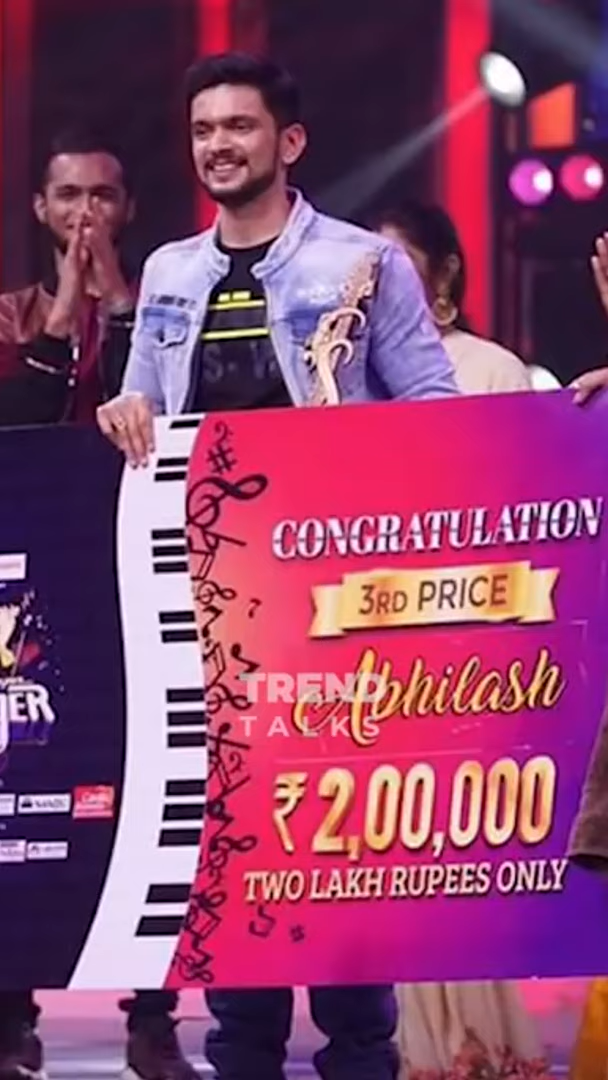 CONGRATULATION
3RD PRICE
Abhilash
TREND
TALKS
₹ 2,00,000
TWO LAKH RUPEES ONLY